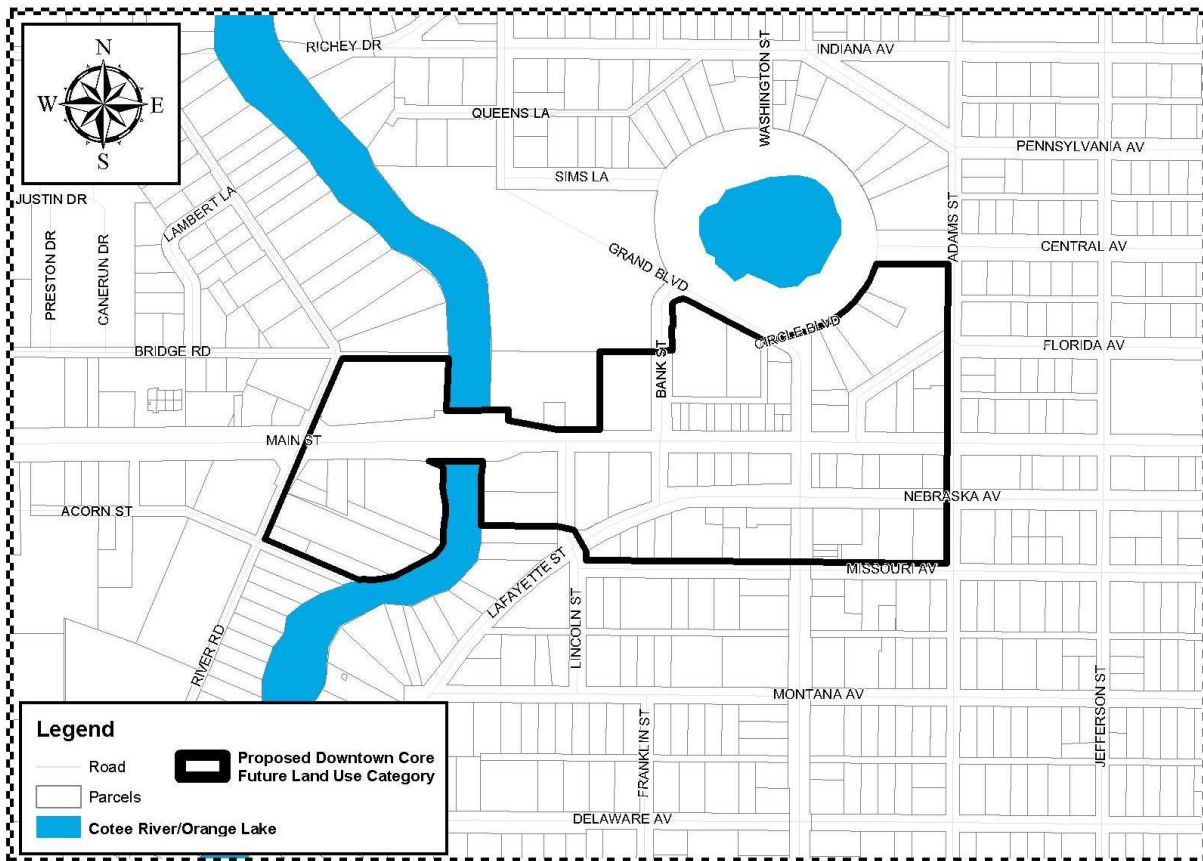 N
W E
S
RICHEY DR
INDIANA AV
WASHINGTON ST
QUEENS LA
PENNSYLVANIA AV
SIMS LA
JUSTIN DR
LAMBERT LA
PRESTON DR
CANERUN DR
ADAMS ST
CENTRAL AV
GRAND BLVD
CIRCLE BLVD
BRIDGE RD
BANK ST
FLORIDA AV
MAIN ST
NEBRASKA AV
ACORN ST
MISSOURI AV
LAFAYETTE ST
LINCOLN ST
RIVER RD
MONTANA AV
JEFFERSON ST
FRANKLIN ST
DELAWARE AV
Legend
Road
Parcels
Cotee River/Orange Lake
Proposed Downtown Core
Future Land Use Category